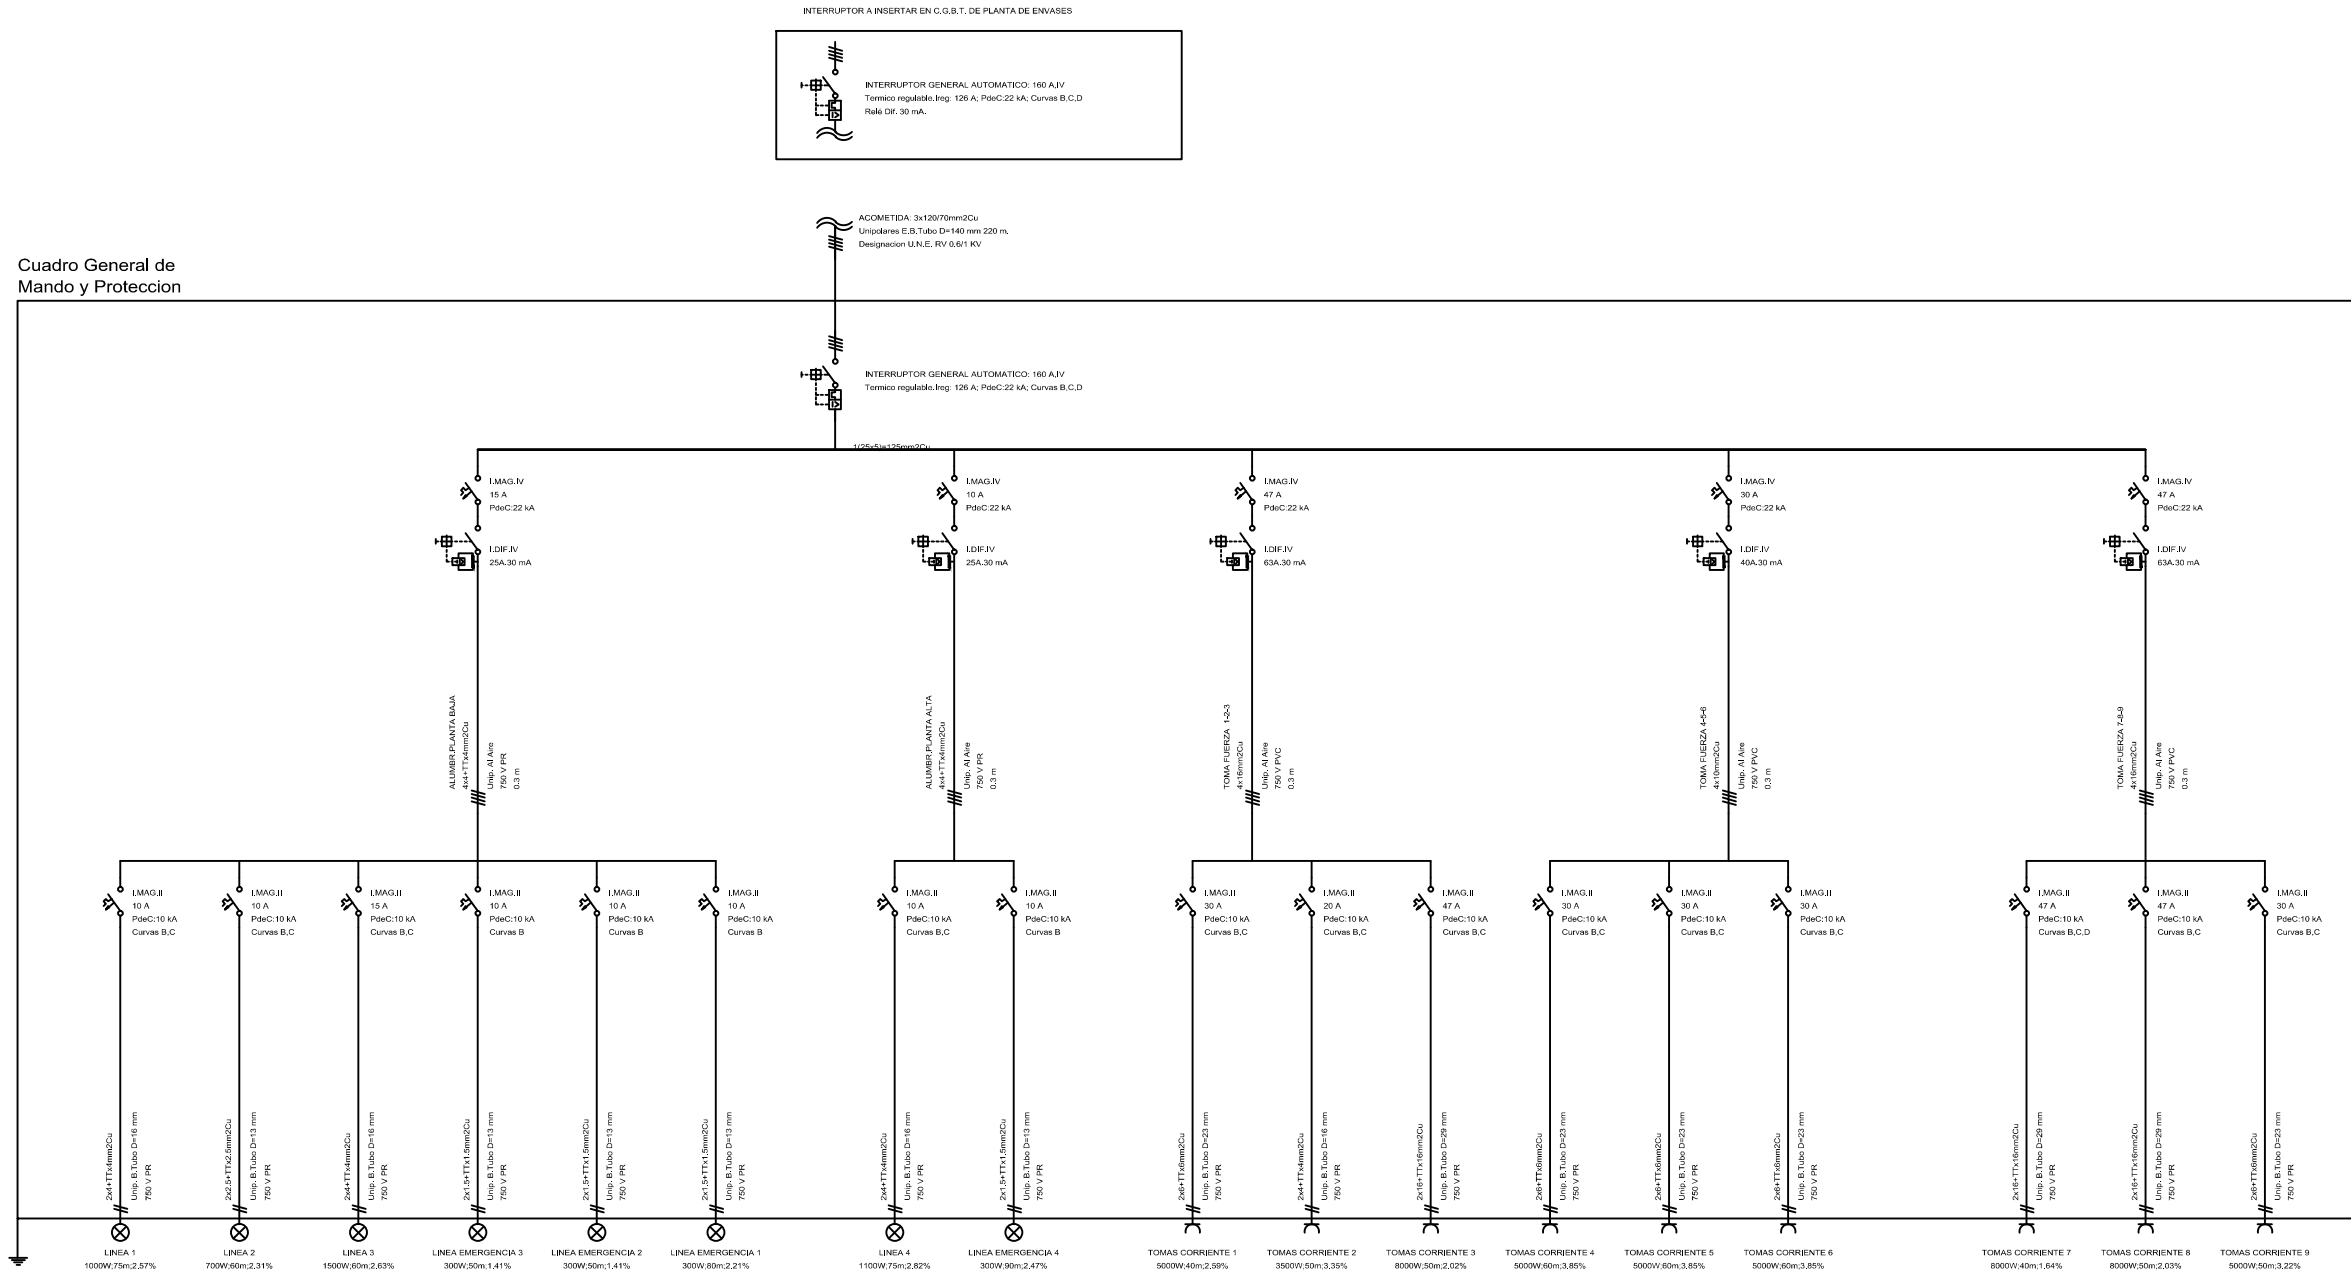 INTERRUPTOR A INSERTAR EN C.G.B.T. DE PLANTA DE ENVASES
INTERRUPTOR GENERAL AUTOMATICO: 160 A,IV
Termico regulable.Ireg: 126 A; PdeC:22 kA; Curvas B,C,D
Relé Dif. 30 mA.
ACOMETIDA: 3x120/70mm2Cu
Unipolares E.B.Tubo D=140 mm 220 m.
Designacion U.N.E. RV 0.6/1 KV
Cuadro General de
Mando y Proteccion
INTERRUPTOR GENERAL AUTOMATICO: 160 A,IV
Termico regulable.Ireg: 126 A; PdeC:22 kA; Curvas B,C,D
1(25x5)=125mm2Cu
I.MAG.IV
15 A
PdeC:22 kA
I.DIF.IV
25A.30 mA
I.MAG.IV
10 A
PdeC:22 kA
I.DIF.IV
25A.30 mA
I.MAG.IV
47 A
PdeC:22 kA
I.DIF.IV
63A.30 mA
I.MAG.IV
30 A
PdeC:22 kA
I.DIF.IV
40A.30 mA
I.MAG.IV
47 A
PdeC:22 kA
I.DIF.IV
63A.30 mA
ALUMBR.PLANTA BAJA
4x4+TTx4mm2Cu
Unip. Al Aire
750 V PR
0.3 m
ALUMBR.PLANTA ALTA
4x4+TTx4mm2Cu
Unip. Al Aire
750 V PR
0.3 m
TOMA FUERZA 1-2-3
4x16mm2Cu
Unip. Al Aire
750 V PVC
0.3 m
TOMA FUERZA 4-5-6
4x10mm2Cu
Unip. Al Aire
750 V PVC
0.3 m
TOMA FUERZA 7-8-9
4x16mm2Cu
Unip. Al Aire
750 V PVC
0.3 m
I.MAG.II
10 A
PdeC:10 kA
Curvas B,C
I.MAG.II
10 A
PdeC:10 kA
Curvas B,C
I.MAG.II
15 A
PdeC:10 kA
Curvas B,C
I.MAG.II
10 A
PdeC:10 kA
Curvas B
I.MAG.II
10 A
PdeC:10 kA
Curvas B
I.MAG.II
10 A
PdeC:10 kA
Curvas B
I.MAG.II
10 A
PdeC:10 kA
Curvas B,C
I.MAG.II
10 A
PdeC:10 kA
Curvas B
I.MAG.II
30 A
PdeC:10 kA
Curvas B,C
I.MAG.II
20 A
PdeC:10 kA
Curvas B,C
I.MAG.II
47 A
PdeC:10 kA
Curvas B,C
I.MAG.II
30 A
PdeC:10 kA
Curvas B,C
I.MAG.II
30 A
PdeC:10 kA
Curvas B,C
I.MAG.II
30 A
PdeC:10 kA
Curvas B,C
I.MAG.II
47 A
PdeC:10 kA
Curvas B,C,D
I.MAG.II
47 A
PdeC:10 kA
Curvas B,C
I.MAG.II
30 A
PdeC:10 kA
Curvas B,C
2x4+TTx4mm2Cu
Unip. B.Tubo D=16 mm
750 V PR
2x2.5+TTx2.5mm2Cu
Unip. B.Tubo D=13 mm
750 V PR
2x4+TTx4mm2Cu
Unip. B.Tubo D=16 mm
750 V PR
2x1.5+TTx1.5mm2Cu
Unip. B.Tubo D=13 mm
750 V PR
2x1.5+TTx1.5mm2Cu
Unip. B.Tubo D=13 mm
750 V PR
2x1.5+TTx1.5mm2Cu
Unip. B.Tubo D=13 mm
750 V PR
2x4+TTx4mm2Cu
Unip. B.Tubo D=16 mm
750 V PR
2x1.5+TTx1.5mm2Cu
Unip. B.Tubo D=13 mm
750 V PR
2x6+TTx6mm2Cu
Unip. B.Tubo D=23 mm
750 V PR
2x4+TTx4mm2Cu
Unip. B.Tubo D=16 mm
750 V PR
2x16+TTx16mm2Cu
Unip. B.Tubo D=29 mm
750 V PR
2x6+TTx6mm2Cu
Unip. B.Tubo D=23 mm
750 V PR
2x6+TTx6mm2Cu
Unip. B.Tubo D=23 mm
750 V PR
2x6+TTx6mm2Cu
Unip. B.Tubo D=23 mm
750 V PR
2x16+TTx16mm2Cu
Unip. B.Tubo D=29 mm
750 V PR
2x16+TTx16mm2Cu
Unip. B.Tubo D=29 mm
750 V PR
2x6+TTx6mm2Cu
Unip. B.Tubo D=23 mm
750 V PR
LINEA 1
1000W;75m;2,57%
LINEA 2
700W;60m;2,31%
LINEA 3
1500W;60m;2,63%
LINEA EMERGENCIA 3
300W;50m;1,41%
LINEA EMERGENCIA 2
300W;50m;1,41%
LINEA EMERGENCIA 1
300W;80m;2,21%
LINEA 4
1100W;75m;2,82%
LINEA EMERGENCIA 4
300W;90m;2,47%
TOMAS CORRIENTE 1
5000W;40m;2,59%
TOMAS CORRIENTE 2
3500W;50m;3,35%
TOMAS CORRIENTE 3
8000W;50m;2,02%
TOMAS CORRIENTE 4
5000W;60m;3,85%
TOMAS CORRIENTE 5
5000W;60m;3,85%
TOMAS CORRIENTE 6
5000W;60m;3,85%
TOMAS CORRIENTE 7
8000W;40m;1,64%
TOMAS CORRIENTE 8
8000W;50m;2,03%
TOMAS CORRIENTE 9
5000W;50m;3,22%